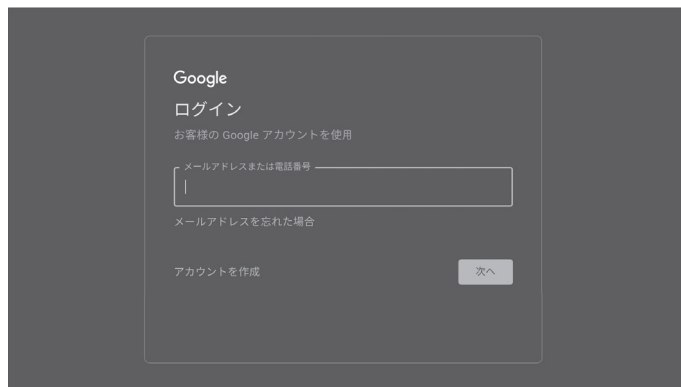 Google
ログイン
お客様の Google アカウントを使用
メールアドレスまたは電話番号
メールアドレスを忘れた場合
アカウントを作成
次へ